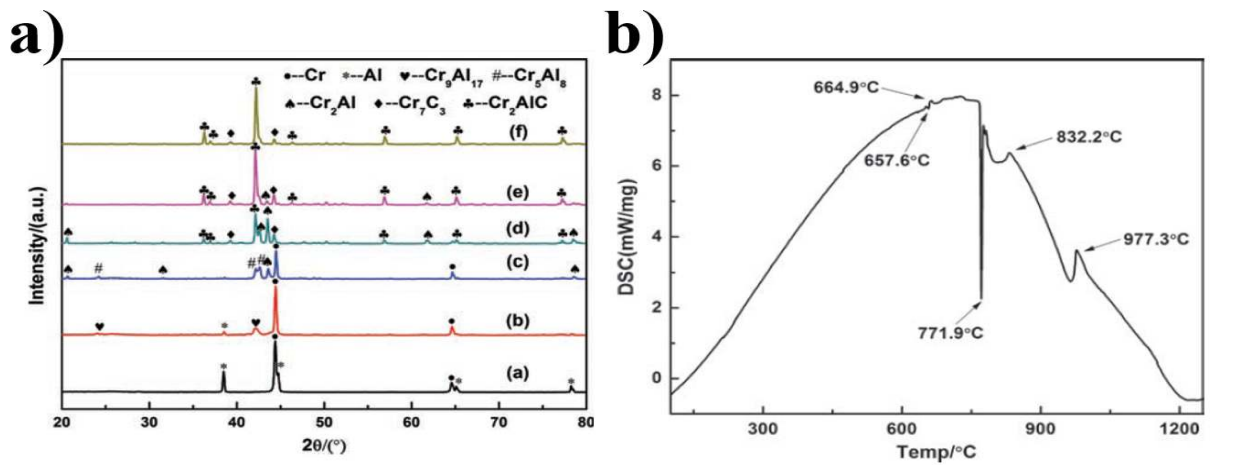 a)
●--Cr *--Al ♥--Cr₉Al₁₇ #--Cr₅Al₈
♠--Cr₂Al ♦--Cr₇C₃ ♣--Cr₂AlC
(f)
(e)
(d)
(c)
(b)
(a)
Intensity/(a.u.)
20 30 40 50 60 70 80
2θ/(°)
b)
8
6
4
2
0
DSC(mW/mg)
664.9°C
657.6°C
832.2°C
977.3°C
771.9°C
300 600 900 1200
Temp/°C